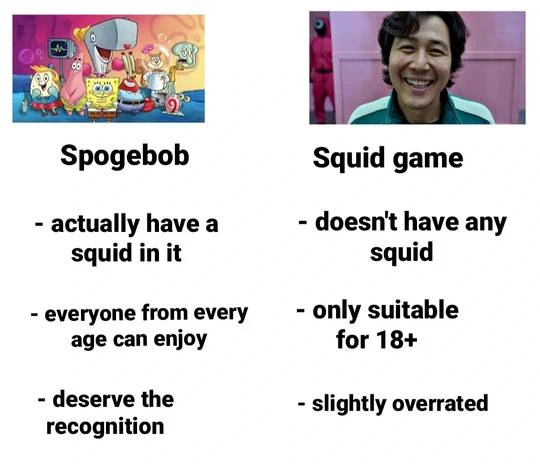 Spogebob
- actually have a
squid in it
- everyone from every
age can enjoy
- deserve the
recognition
Squid game
- doesn't have any
squid
- only suitable
for 18+
- slightly overrated